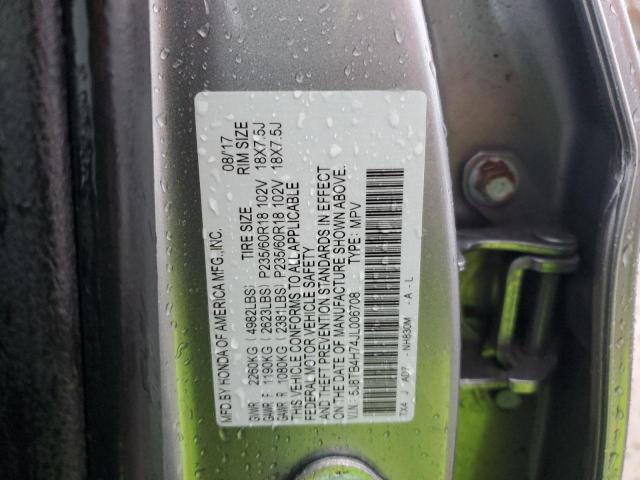 MFD.BY HONDA OF AMERICA MFG.,INC. 08/17
TIRE SIZE RIM SIZE
GVWR 2260KG ( 4982LBS)
GAWR F 1190KG ( 2623LBS) P235/60R18 102V 18X7.5J
GAWR R 1080KG ( 2381LBS) P235/60R18 102V 18X7.5J
THIS VEHICLE CONFORMS TO ALL APPLICABLE
FEDERAL MOTOR VEHICLE SAFETY
AND THEFT PREVENTION STANDARDS IN EFFECT
ON THE DATE OF MANUFACTURE SHOWN ABOVE.
V.I.N.: 5J8TB4H74JL006708 TYPE: MPV
TX4 J AD7 - NH830M - A - L